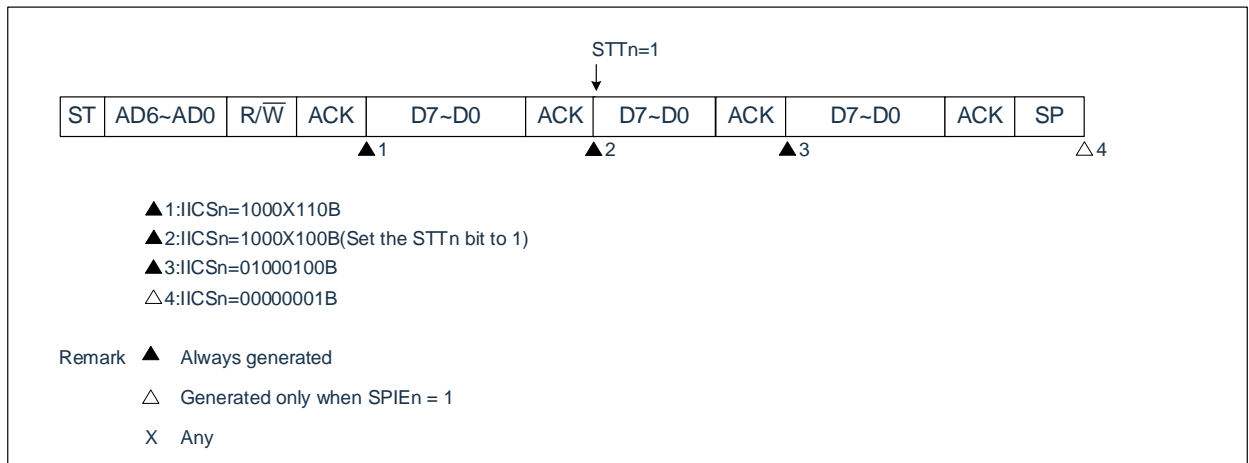 STTn=1
ST AD6~AD0 R/W ACK D7~D0 ACK D7~D0 ACK D7~D0 ACK SP
▲1 ▲2 ▲3 △4
▲1:IICSn=1000X110B
▲2:IICSn=1000X100B(Set the STTn bit to 1)
▲3:IICSn=01000100B
△4:IICSn=00000001B
Remark ▲ Always generated
△ Generated only when SPIEn = 1
X Any